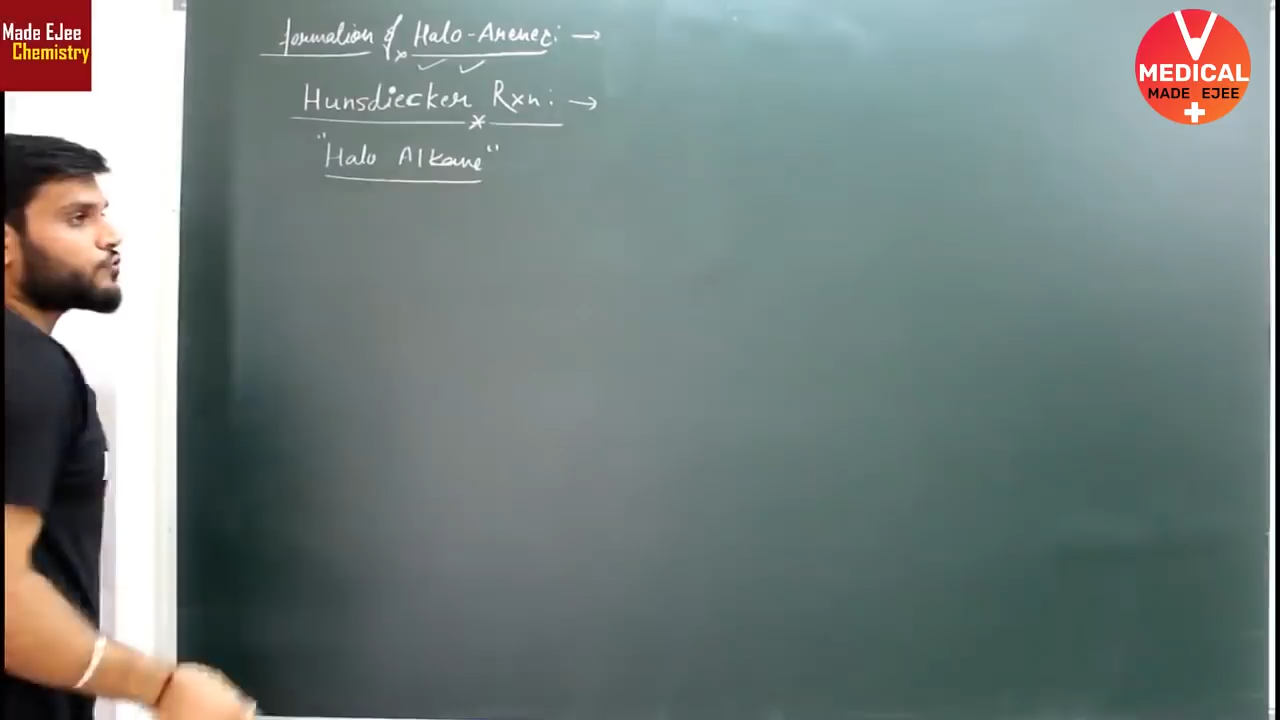 Made EJee
Chemistry
formation of Halo-Arenes: →
Hunsdiecker Rxn: →
"Halo Alkane"
V
MEDICAL
MADE EJEE